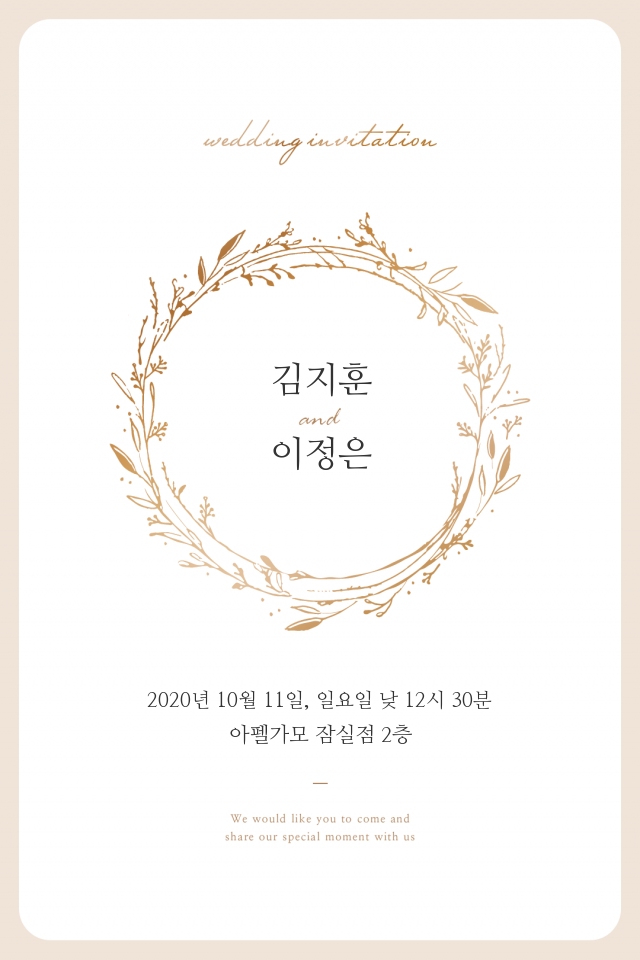 wedding invitation
김지훈
and
이정은
2020년 10월 11일, 일요일 낮 12시 30분
아펠가모 잠실점 2층
We would like you to come and
share our special moment with us